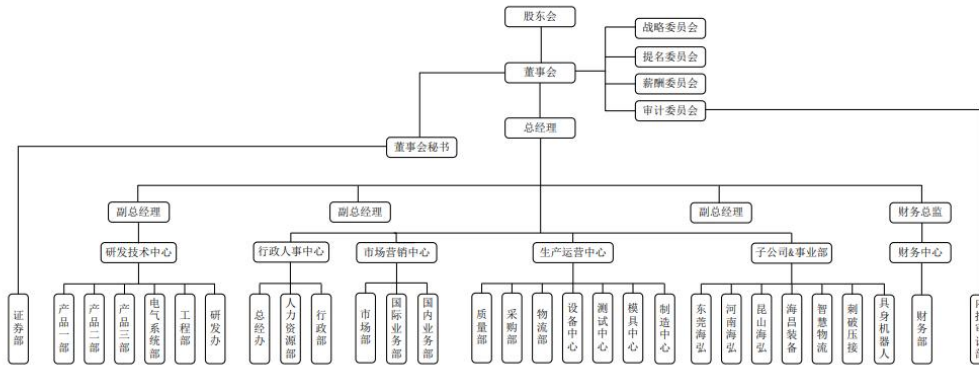 股东会
战略委员会
提名委员会
董事会
薪酬委员会
审计委员会
总经理
董事会秘书
副总经理
副总经理
副总经理
财务总监
研发技术中心
行政人事中心
市场营销中心
生产运营中心
子公司&事业部
财务中心
证券部
产品一部
产品二部
产品三部
电气系统部
工程部
研发办
总经办
人力资源部
行政部
市场部
国际业务部
国内业务部
质量部
采购部
物流部
设备中心
测试中心
模具中心
制造中心
东莞海弘
河南海弘
昆山海弘
海昌装备
智慧物流
刺破压接
具身机器人
财务部